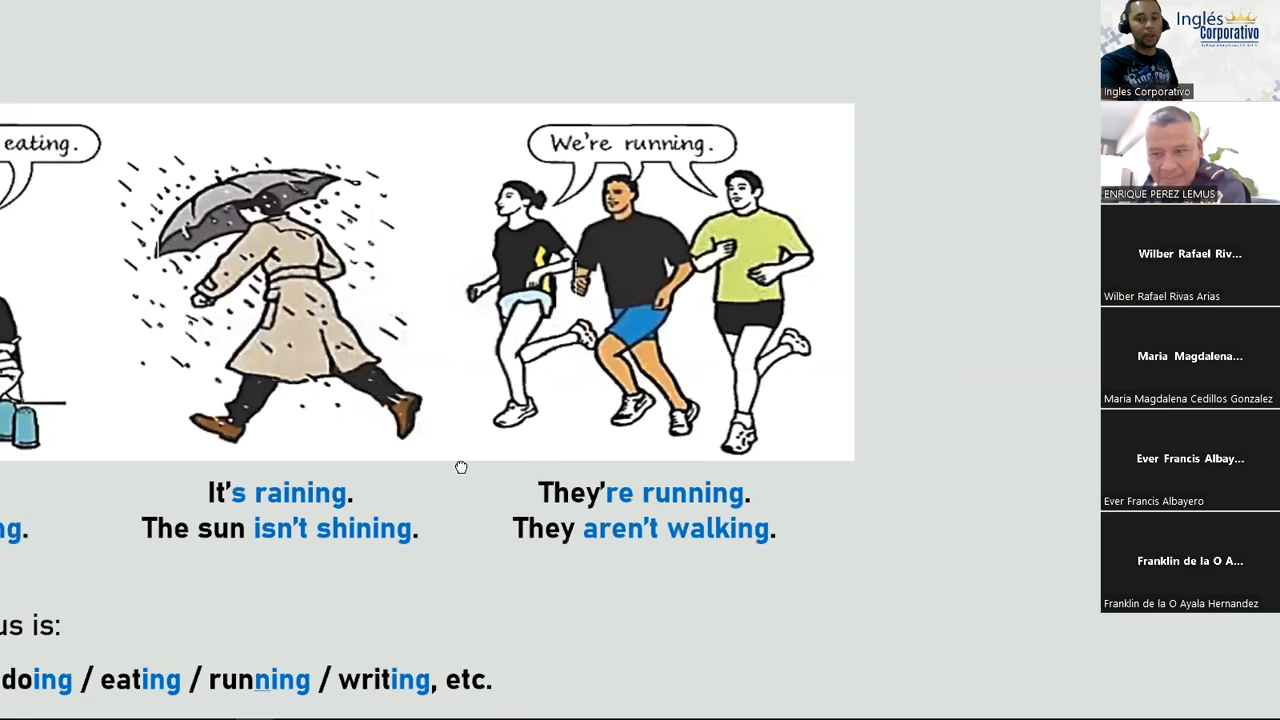 eating.
We're running.
It's raining.
The sun isn't shining.
They're running.
They aren't walking.
ng.
us is:
doing / eating / running / writing, etc.
Inglés
Corporativo
Ingles Corporativo
ENRIQUE PEREZ LEMUS
Wilber Rafael Riv...
Wilber Rafael Rivas Arias
Maria Magdalena...
Maria Magdalena Cedillos Gonzalez
Ever Francis Albay...
Ever Francis Albayero
Franklin de la O A...
Franklin de la O Ayala Hernandez